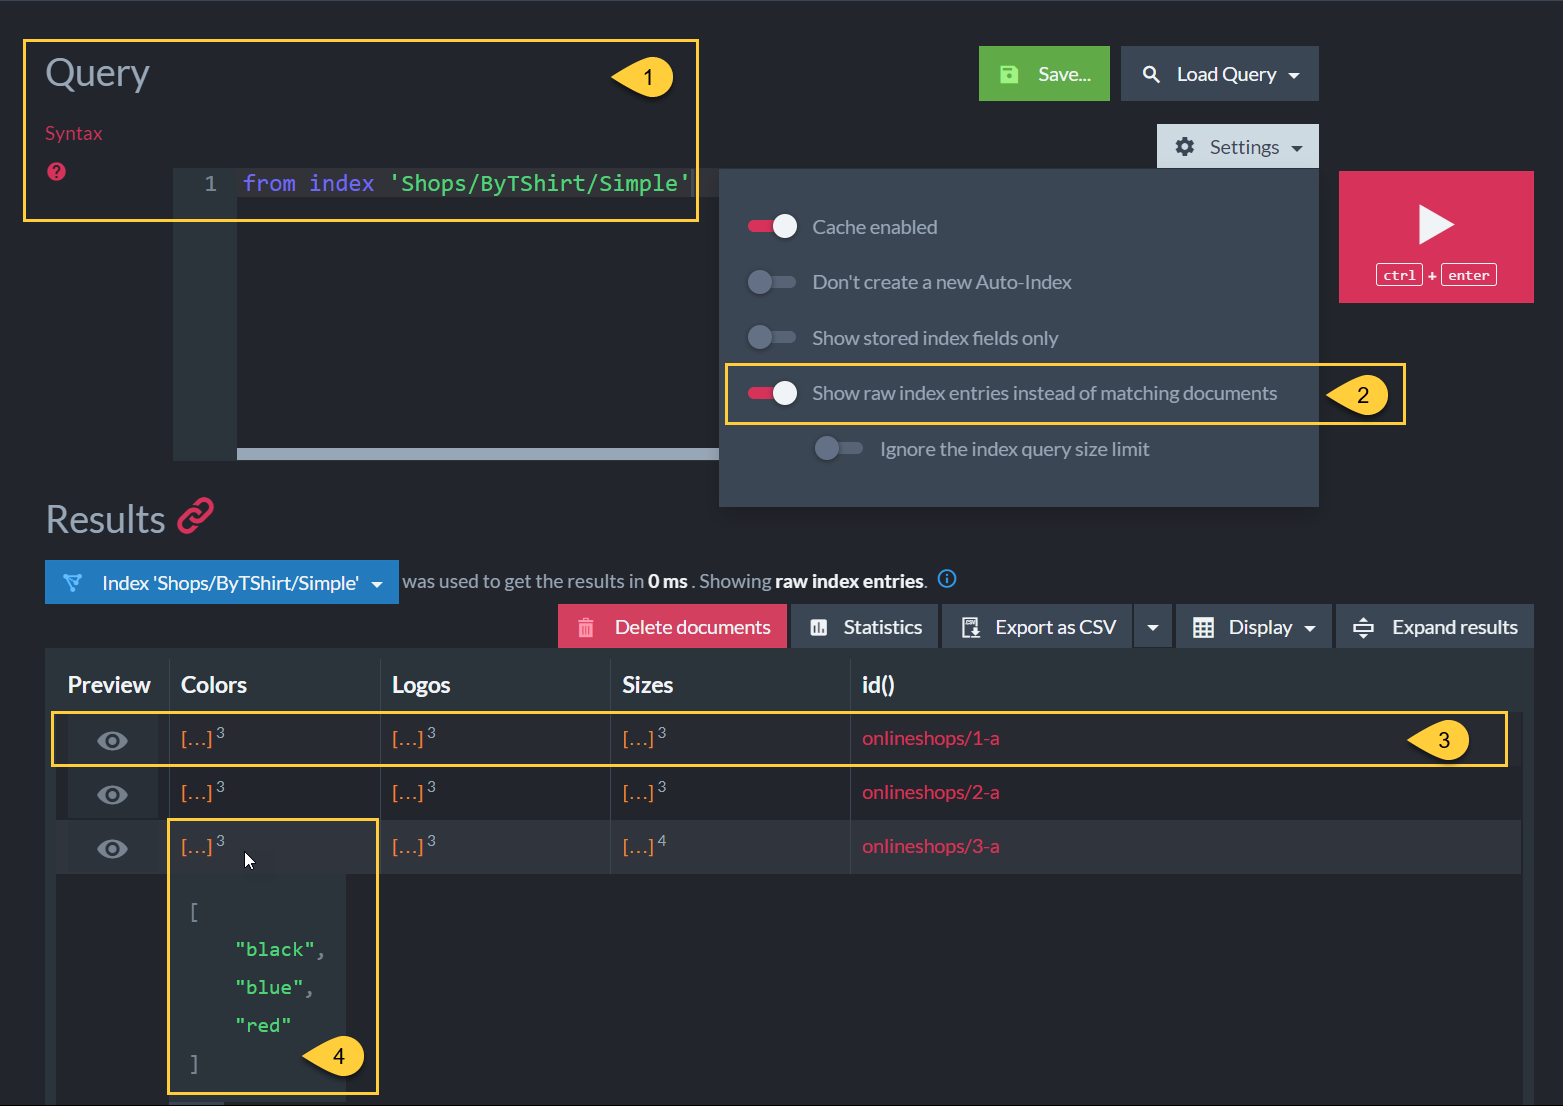 Query
1
Save...
Load Query
Syntax
?
Settings
1 from index 'Shops/ByTShirt/Simple'
Cache enabled
ctrl + enter
Don't create a new Auto-Index
Show stored index fields only
Show raw index entries instead of matching documents
2
Ignore the index query size limit
Results
Index 'Shops/ByTShirt/Simple' was used to get the results in 0 ms . Showing raw index entries.
Delete documents Statistics Export as CSV Display Expand results
Preview Colors Logos Sizes id()
[...] 3 [...] 3 [...] 3 onlineshops/1-a 3
[...] 3 [...] 3 [...] 3 onlineshops/2-a
[...] 3 [...] 3 [...] 4 onlineshops/3-a
[
"black",
"blue",
"red"
]
4